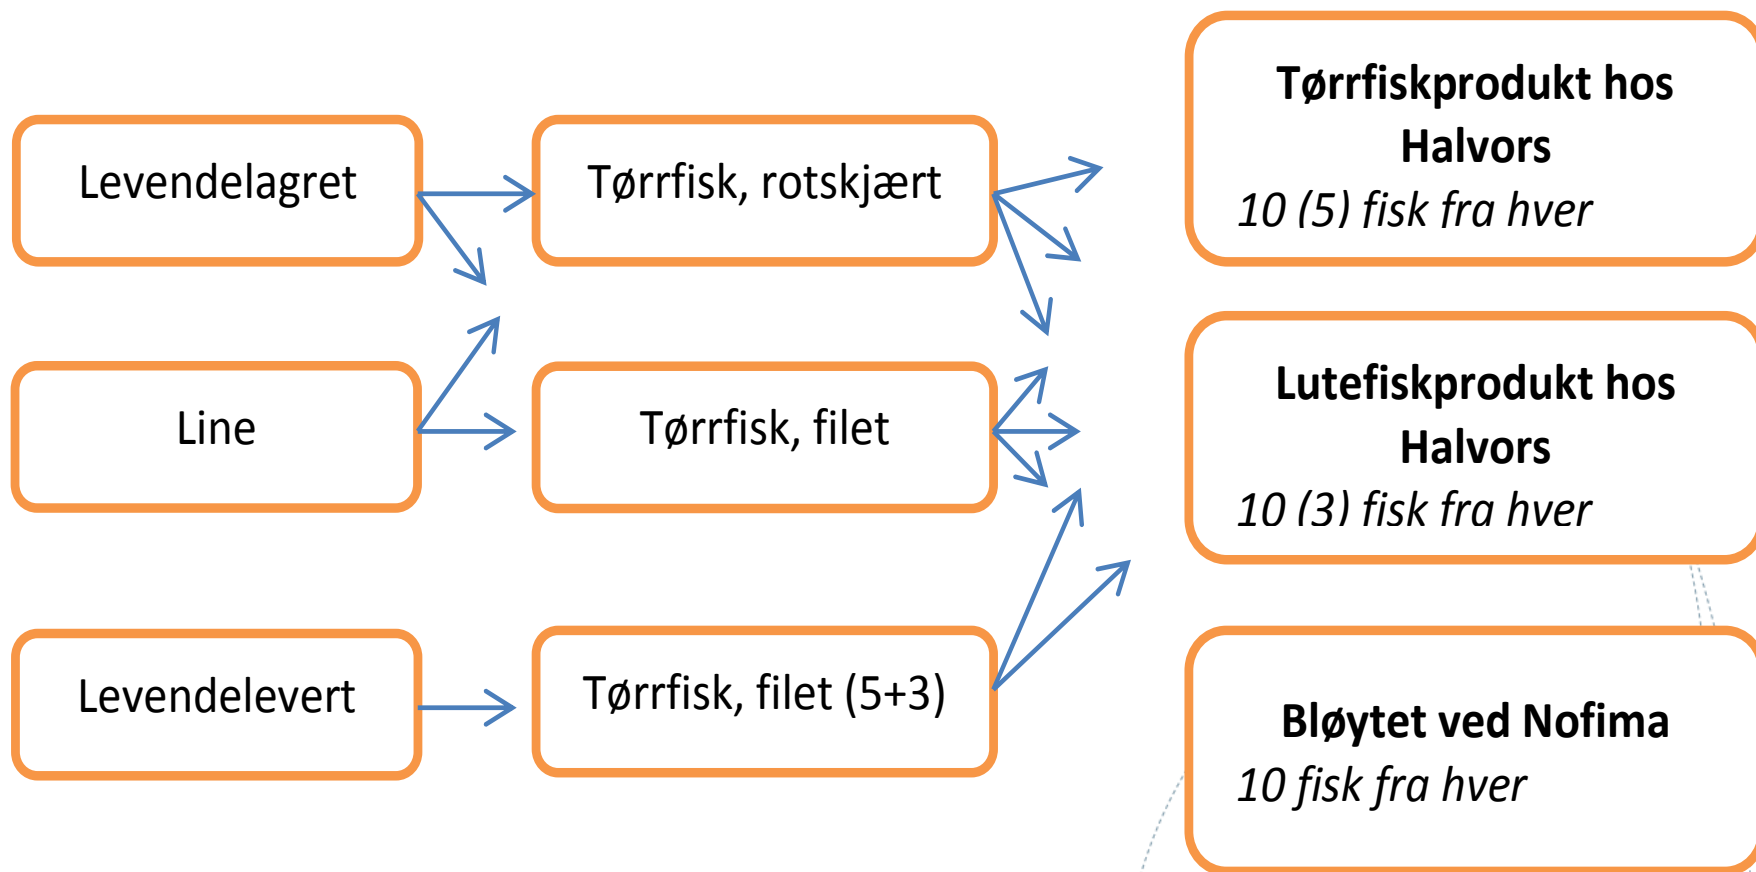 Levendelagret
Tørrfisk, rotskjært
Tørrfiskprodukt hos
Halvors
10 (5) fisk fra hver
Line
Tørrfisk, filet
Lutefiskprodukt hos
Halvors
10 (3) fisk fra hver
Levendelevert
Tørrfisk, filet (5+3)
Bløytet ved Nofima
10 fisk fra hver